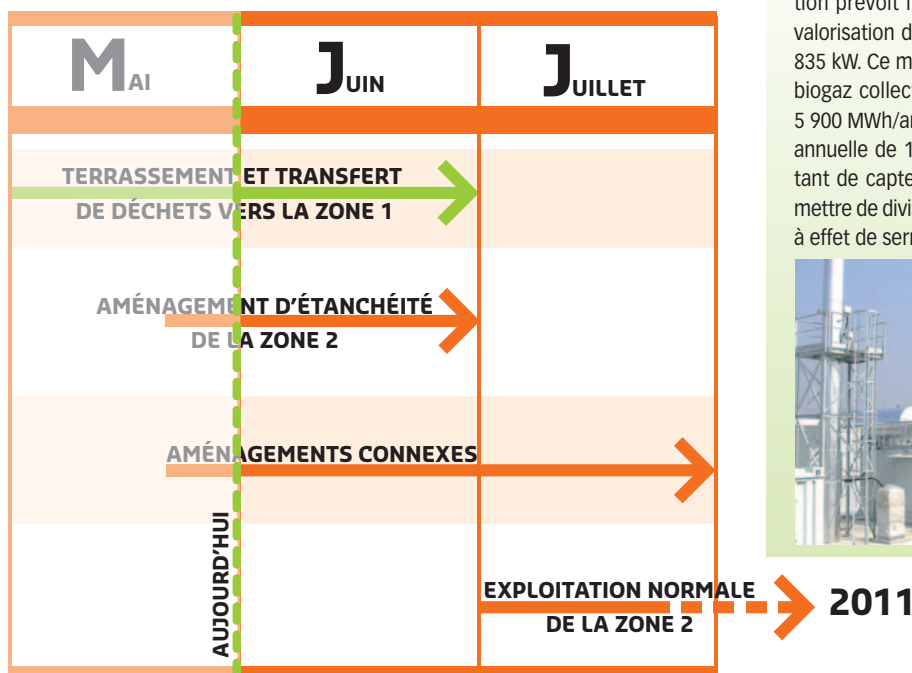 MAI JUIN JUILLET
TERRASSEMENT ET TRANSFERT
DE DÉCHETS VERS LA ZONE 1
AMÉNAGEMENT D'ÉTANCHÉITÉ
DE LA ZONE 2
AMÉNAGEMENTS CONNEXES
AUJOURD'HUI
EXPLOITATION NORMALE
DE LA ZONE 2
2011
valorisation d
835 kW. Ce m
biogaz collec
5 900 MWh/an
annuelle de 1
tant de capte
mettre de divi
à effet de serr